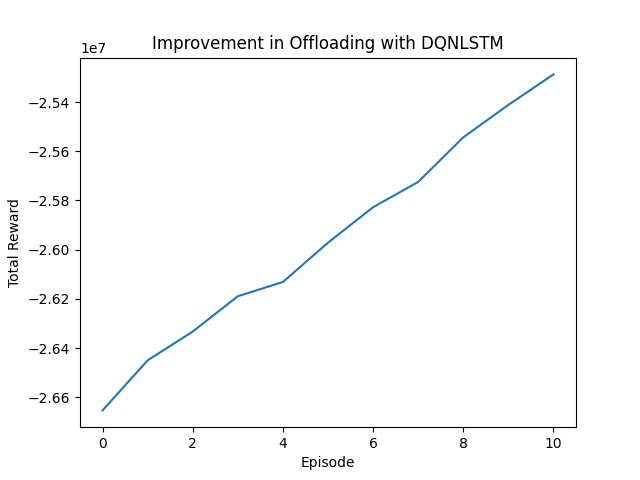 Improvement in Offloading with DQNLSTM
1e7
−2.54
−2.56
−2.58
−2.60
−2.62
−2.64
−2.66
Total Reward
0 2 4 6 8 10
Episode